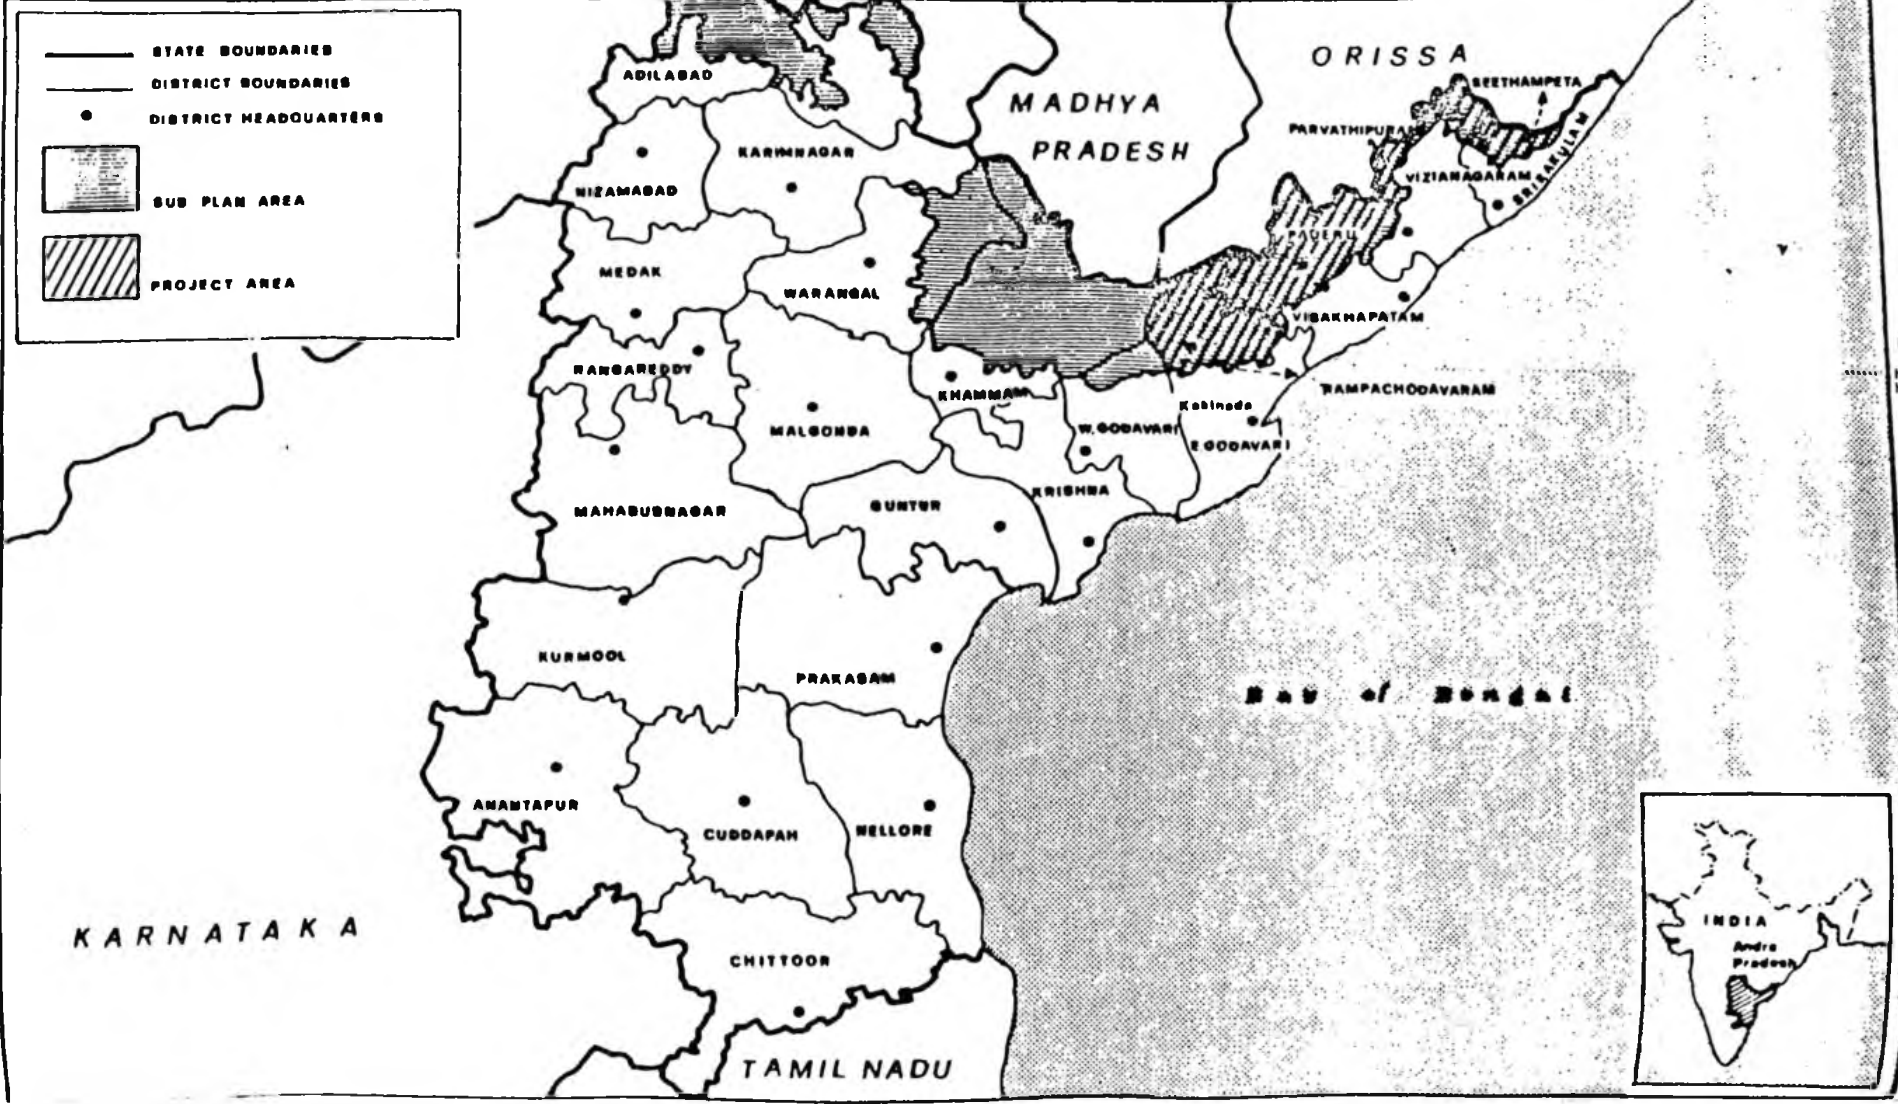 STATE BOUNDARIES
DISTRICT BOUNDARIES
DISTRICT HEADQUARTERS
SUB PLAN AREA
PROJECT AREA
ORISSA
ADILABAD
SEETHAMPETA
MADHYA
PRADESH
PARVATHIPURAM
KARIMNAGAR
VIZIANAGARAM
SRIKAKULAM
NIZAMABAD
PADERU
MEDAK
WARANGAL
VISAKHAPATAM
RANGAREDDY
KHAMMAM
RAMPACHODAVARAM
Kakinada
MALGONDA
W. GODAVARI
E GODAVARI
KRISHNA
GUNTUR
MAHABUBNAGAR
KURMOOL
PRAKASAM
Bay of Bengal
ANANTAPUR
CUDDAPAH
NELLORE
KARNATAKA
CHITTOOR
TAMIL NADU
INDIA
Andra
Pradesh